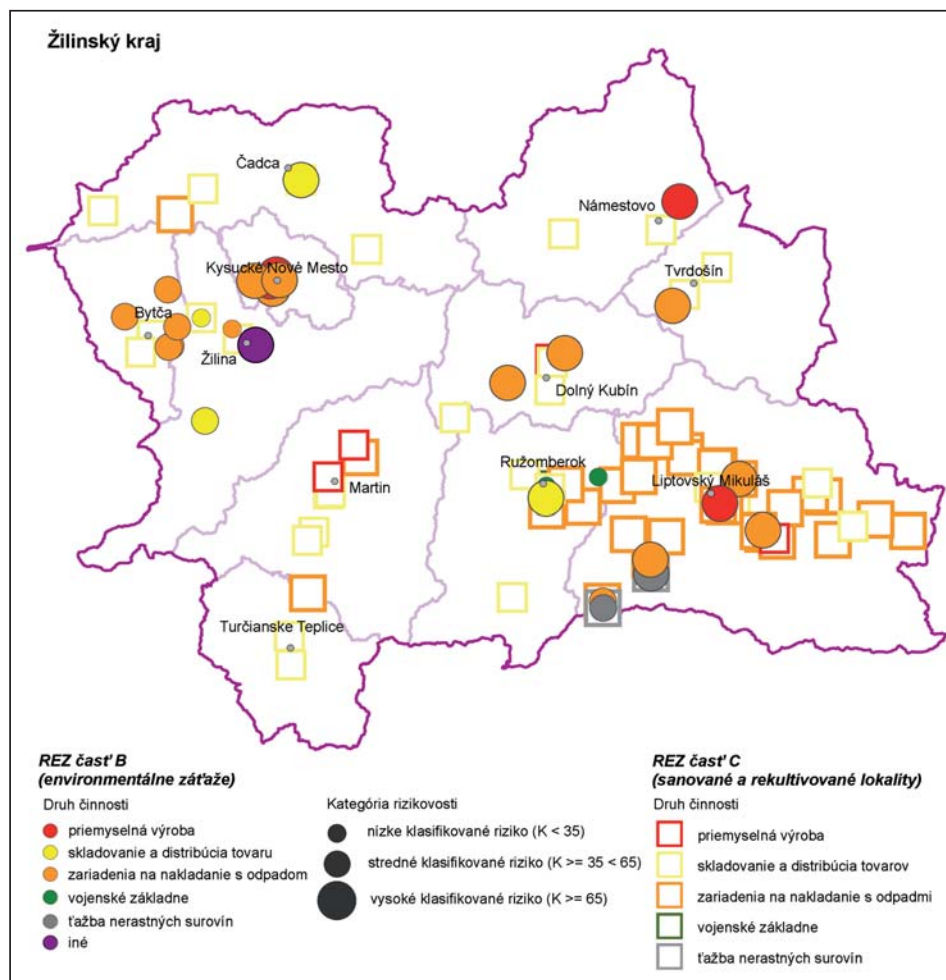 Žilinský kraj
Čadca
Námestovo
Kysucké Nové Mesto
Tvrdošín
Bytča
Žilina
Dolný Kubín
Ružomberok
Martin
Liptovský Mikuláš
Turčianske Teplice
REZ časť B
(environmentálne záťaže)
Druh činnosti
priemyselná výroba
skladovanie a distribúcia tovaru
zariadenia na nakladanie s odpadom
vojenské základne
ťažba nerastných surovín
iné
Kategória rizikovosti
nízke klasifikované riziko (K < 35)
stredné klasifikované riziko (K >= 35 < 65)
vysoké klasifikované riziko (K >= 65)
REZ časť C
(sanované a rekultivované lokality)
Druh činnosti
priemyselná výroba
skladovanie a distribúcia tovarov
zariadenia na nakladanie s odpadmi
vojenské základne
ťažba nerastných surovín